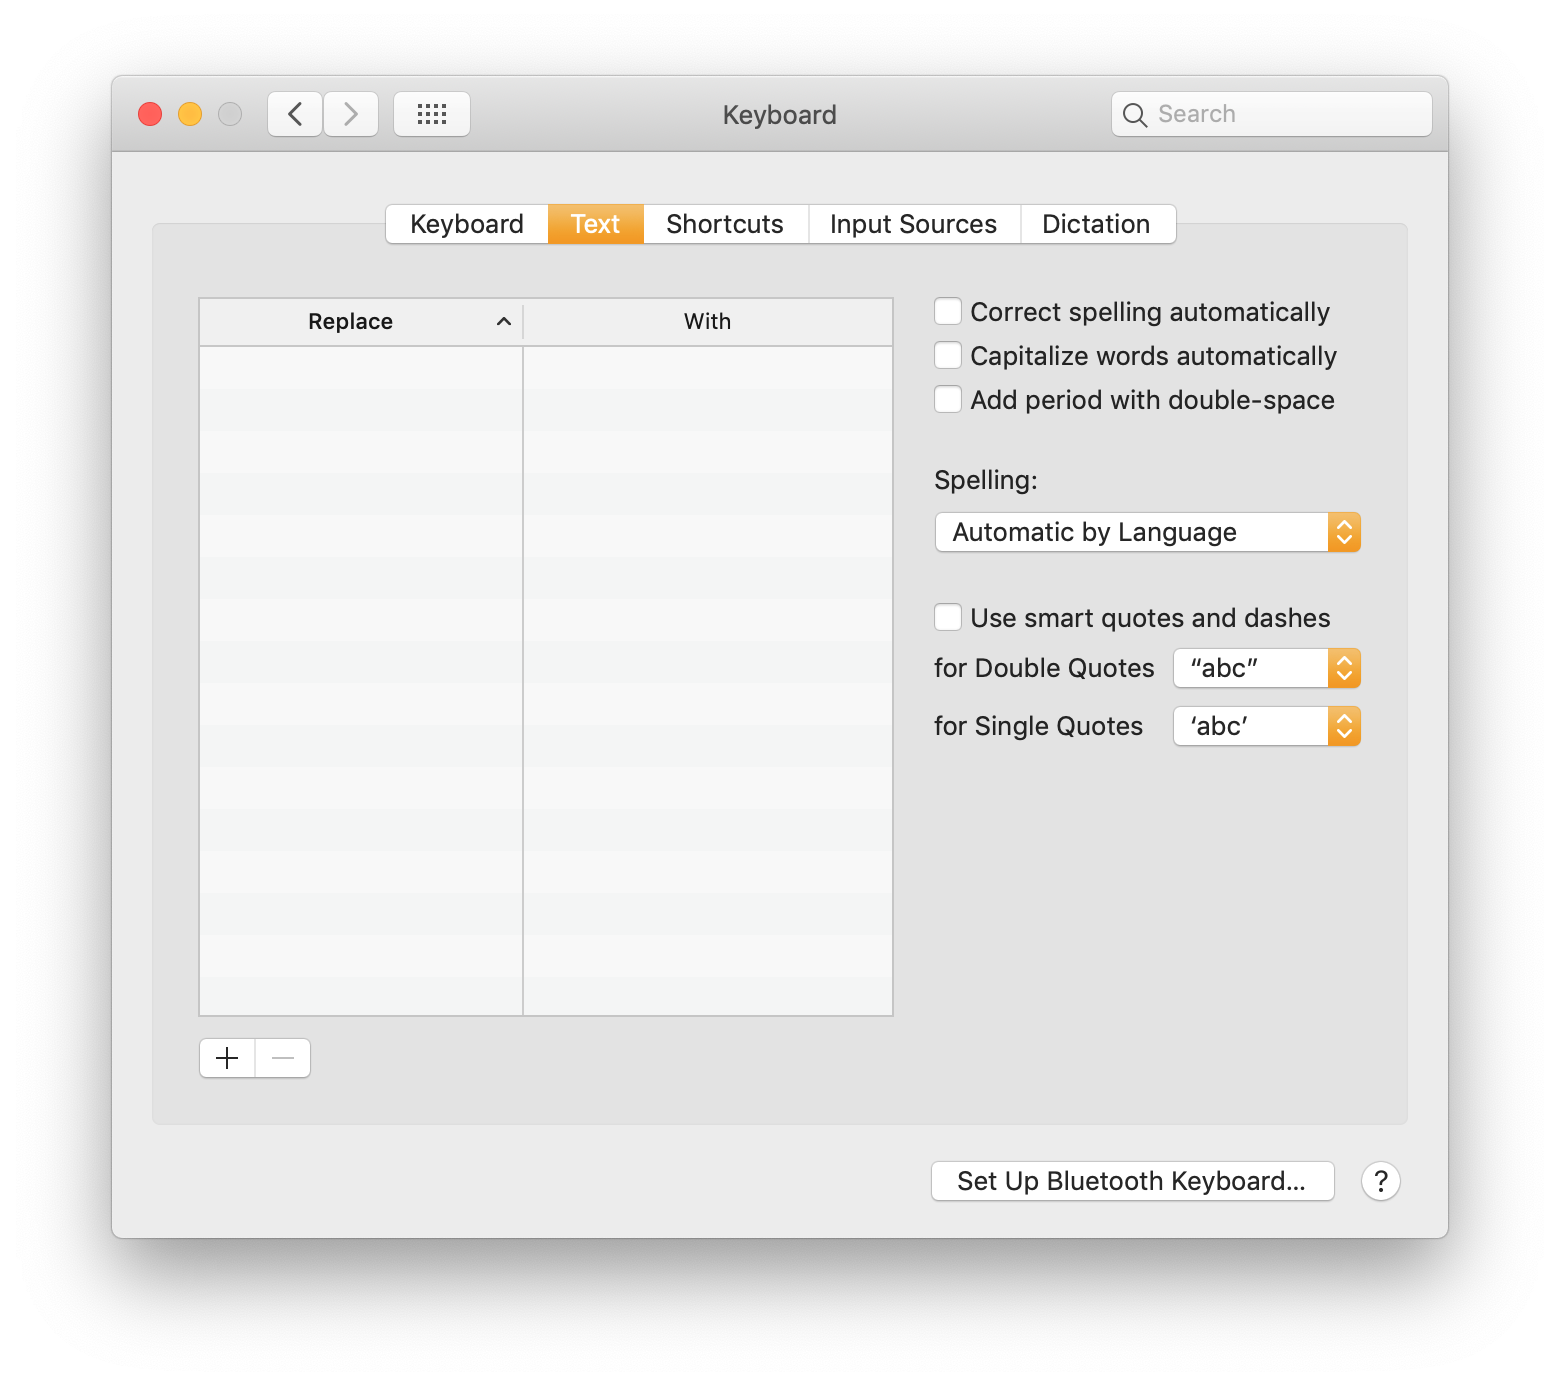 Keyboard
Search
Keyboard Text Shortcuts Input Sources Dictation
Replace With
Correct spelling automatically
Capitalize words automatically
Add period with double-space
Spelling:
Automatic by Language
Use smart quotes and dashes
for Double Quotes “abc”
for Single Quotes ‘abc’
Set Up Bluetooth Keyboard... ?